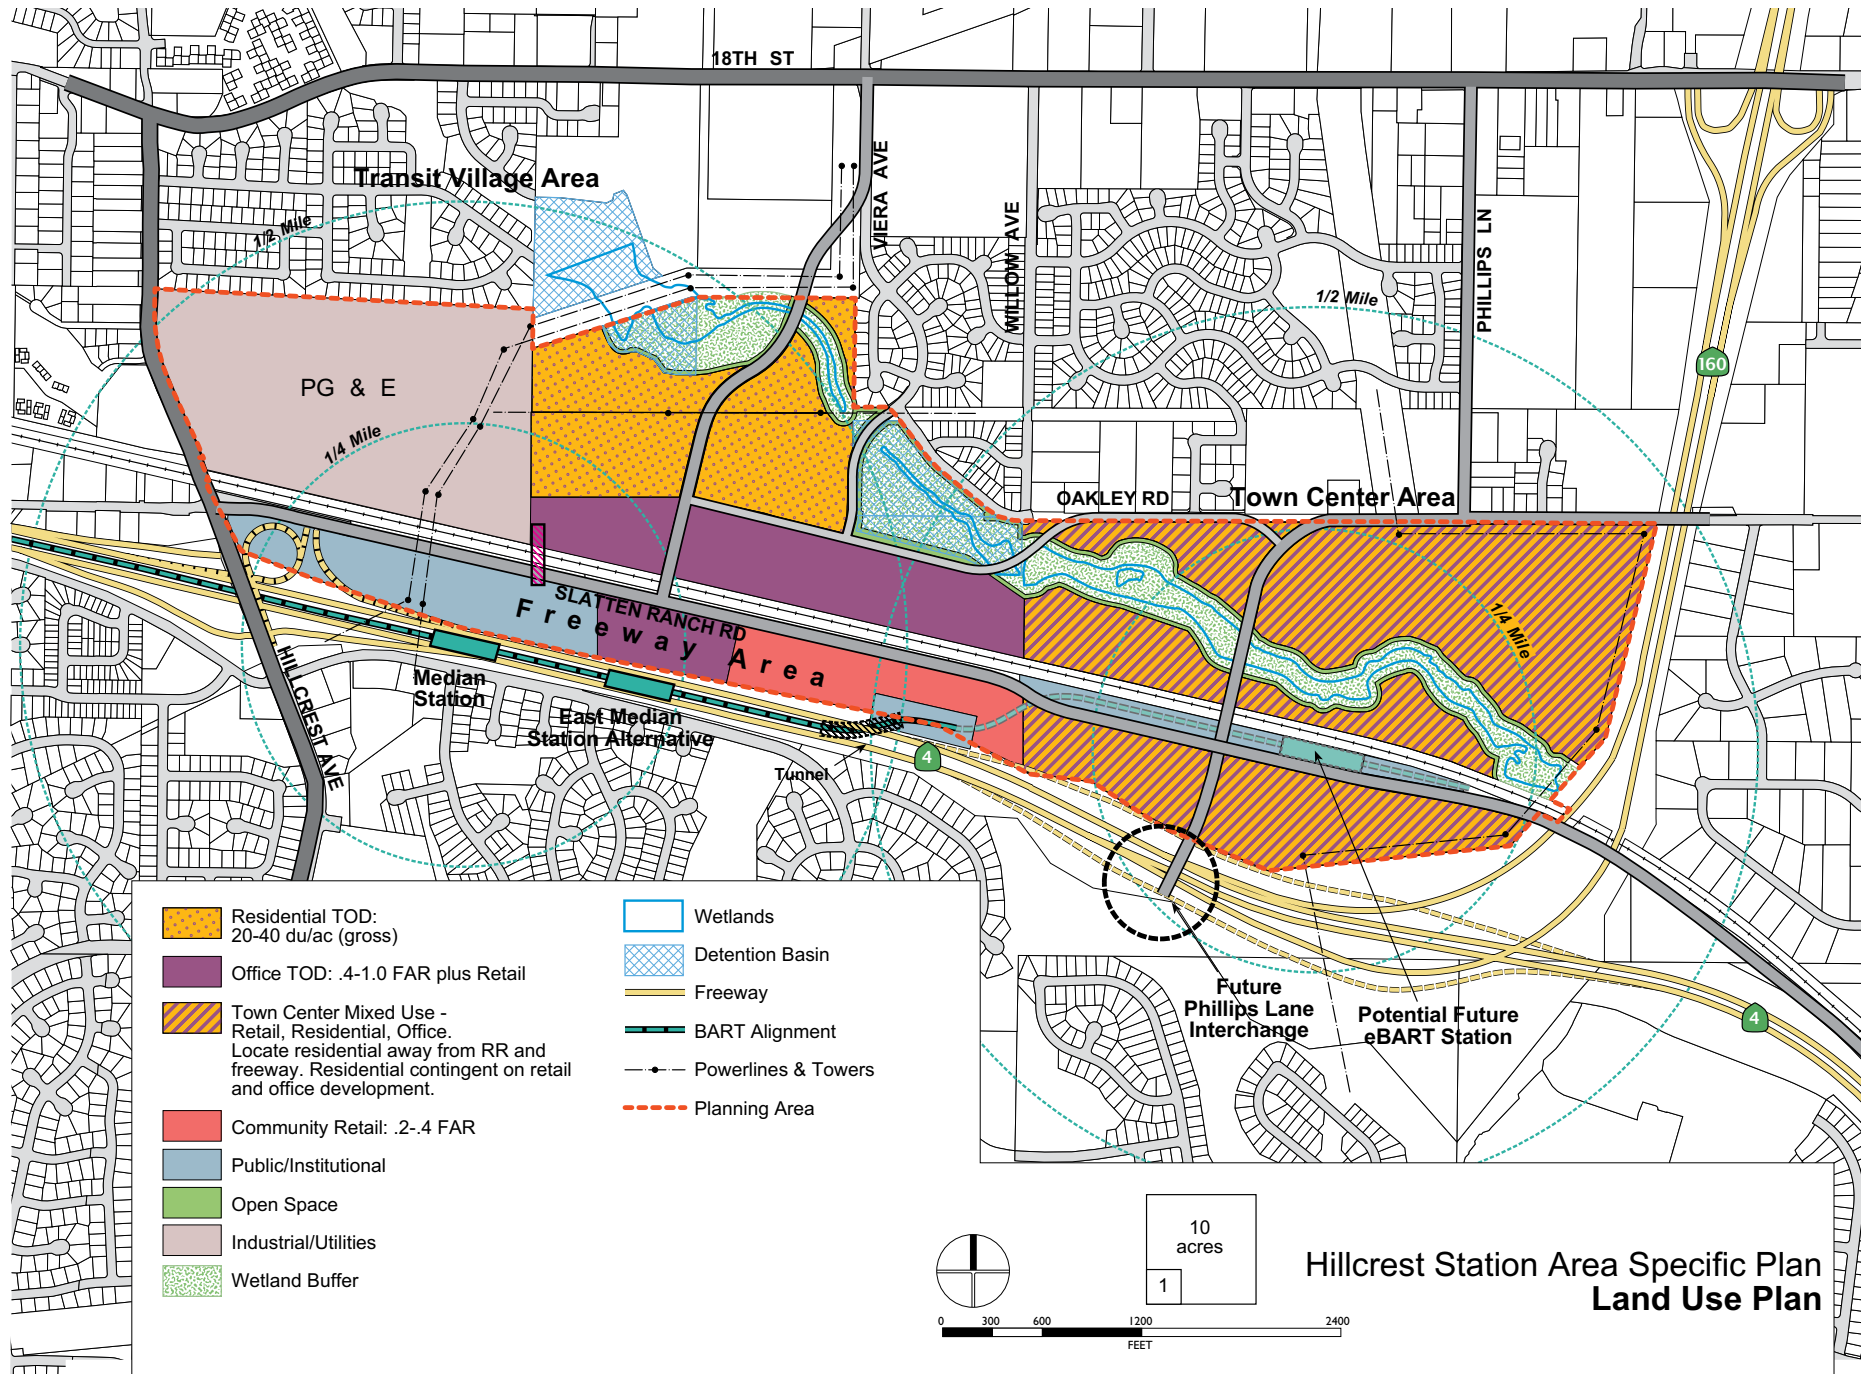 18TH ST
Transit Village Area
1/2 Mile
VIERA AVE
WILLOW AVE
PHILLIPS LN
1/2 Mile
160
PG & E
1/4 Mile
OAKLEY RD
Town Center Area
SLATTEN RANCH RD
Freeway Area
1/4 Mile
HILLCREST AVE
Median
Station
East Median
Station Alternative
Tunnel
4
Future
Phillips Lane
Interchange
Potential Future
eBART Station
4
Residential TOD:
20-40 du/ac (gross)
Office TOD: .4-1.0 FAR plus Retail
Town Center Mixed Use -
Retail, Residential, Office.
Locate residential away from RR and
freeway. Residential contingent on retail
and office development.
Community Retail: .2-.4 FAR
Public/Institutional
Open Space
Industrial/Utilities
Wetland Buffer
Wetlands
Detention Basin
Freeway
BART Alignment
Powerlines & Towers
Planning Area
10
acres
1
0 300 600 1200 2400
FEET
Hillcrest Station Area Specific Plan
Land Use Plan